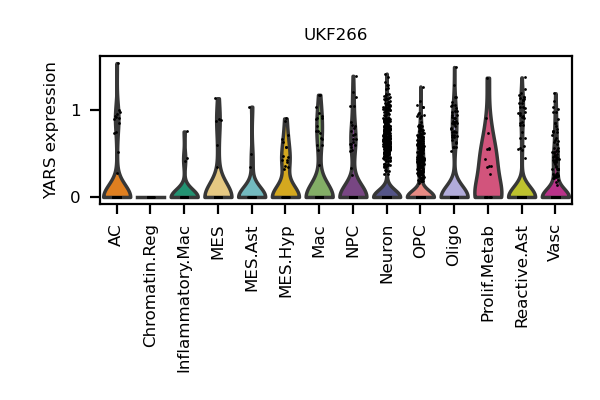 UKF266
YARS expression
1
0
AC
Chromatin.Reg
Inflammatory.Mac
MES
MES.Ast
MES.Hyp
Mac
NPC
Neuron
OPC
Oligo
Prolif.Metab
Reactive.Ast
Vasc